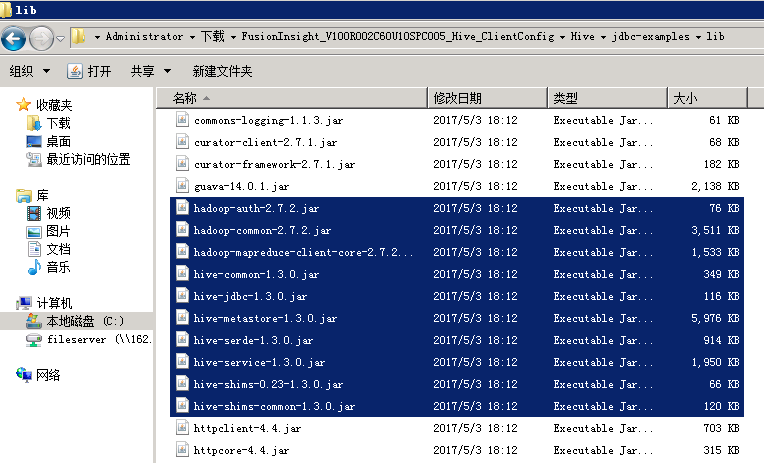 lib
Administrator ▾ 下载 ▾ FusionInsight_V100R002C60U10SPC005_Hive_ClientConfig ▾ Hive ▾ jdbc-examples ▾ lib
组织 打开 共享 新建文件夹
名称 修改日期 类型 大小
收藏夹
下载
桌面
最近访问的位置
库
视频
图片
文档
音乐
计算机
本地磁盘 (C:)
fileserver (\\162.
网络
commons-logging-1.1.3.jar 2017/5/3 18:12 Executable Jar... 61 KB
curator-client-2.7.1.jar 2017/5/3 18:12 Executable Jar... 68 KB
curator-framework-2.7.1.jar 2017/5/3 18:12 Executable Jar... 182 KB
guava-14.0.1.jar 2017/5/3 18:12 Executable Jar... 2,138 KB
hadoop-auth-2.7.2.jar 2017/5/3 18:12 Executable Jar... 76 KB
hadoop-common-2.7.2.jar 2017/5/3 18:12 Executable Jar... 3,511 KB
hadoop-mapreduce-client-core-2.7.2... 2017/5/3 18:12 Executable Jar... 1,533 KB
hive-common-1.3.0.jar 2017/5/3 18:12 Executable Jar... 349 KB
hive-jdbc-1.3.0.jar 2017/5/3 18:12 Executable Jar... 116 KB
hive-metastore-1.3.0.jar 2017/5/3 18:12 Executable Jar... 5,976 KB
hive-serde-1.3.0.jar 2017/5/3 18:12 Executable Jar... 914 KB
hive-service-1.3.0.jar 2017/5/3 18:12 Executable Jar... 1,950 KB
hive-shims-0.23-1.3.0.jar 2017/5/3 18:12 Executable Jar... 66 KB
hive-shims-common-1.3.0.jar 2017/5/3 18:12 Executable Jar... 120 KB
httpclient-4.4.jar 2017/5/3 18:12 Executable Jar... 703 KB
httpcore-4.4.jar 2017/5/3 18:12 Executable Jar... 315 KB